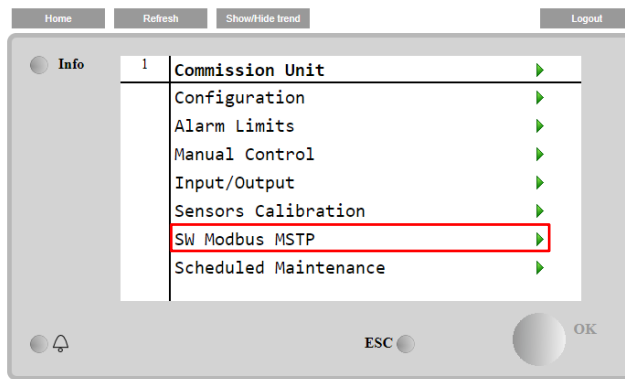 Home Refresh Show/Hide trend Logout
Info
1 Commission Unit
Configuration
Alarm Limits
Manual Control
Input/Output
Sensors Calibration
SW Modbus MSTP
Scheduled Maintenance
ESC OK